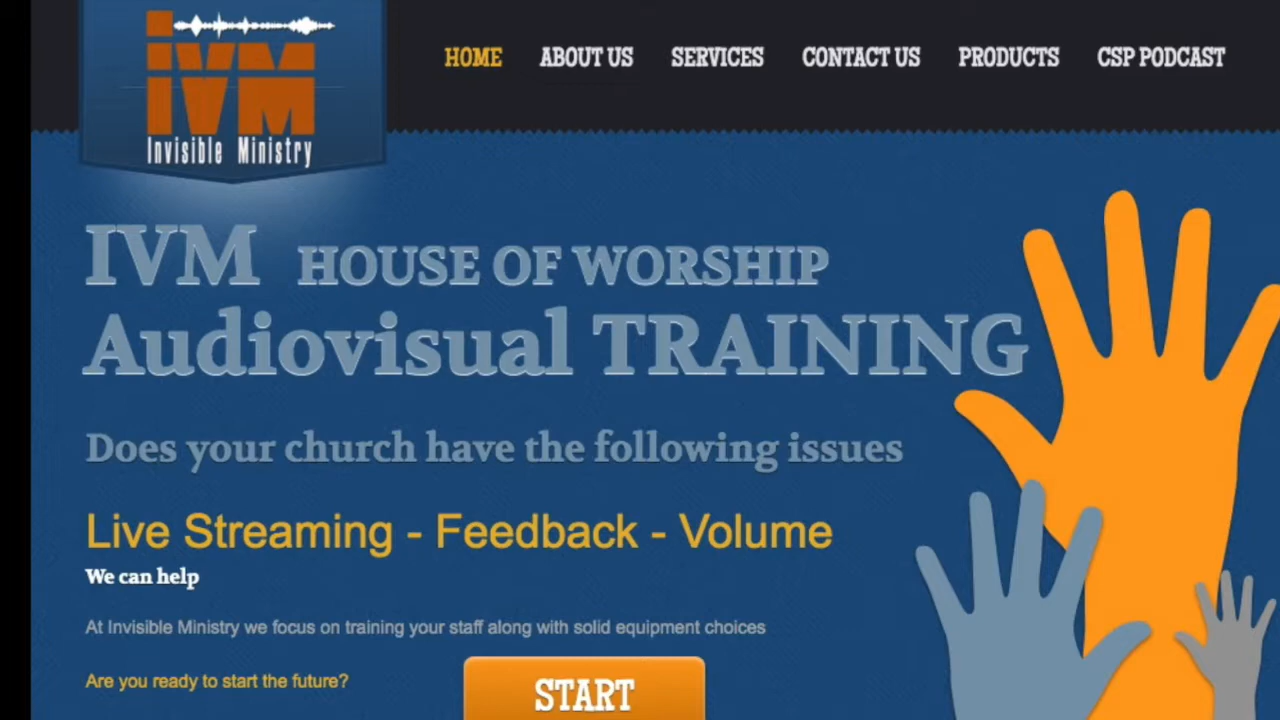 iVM
Invisible Ministry
HOME ABOUT US SERVICES CONTACT US PRODUCTS CSP PODCAST
IVM HOUSE OF WORSHIP
Audiovisual TRAINING
Does your church have the following issues
Live Streaming - Feedback - Volume
We can help
At Invisible Ministry we focus on training your staff along with solid equipment choices
Are you ready to start the future?
START